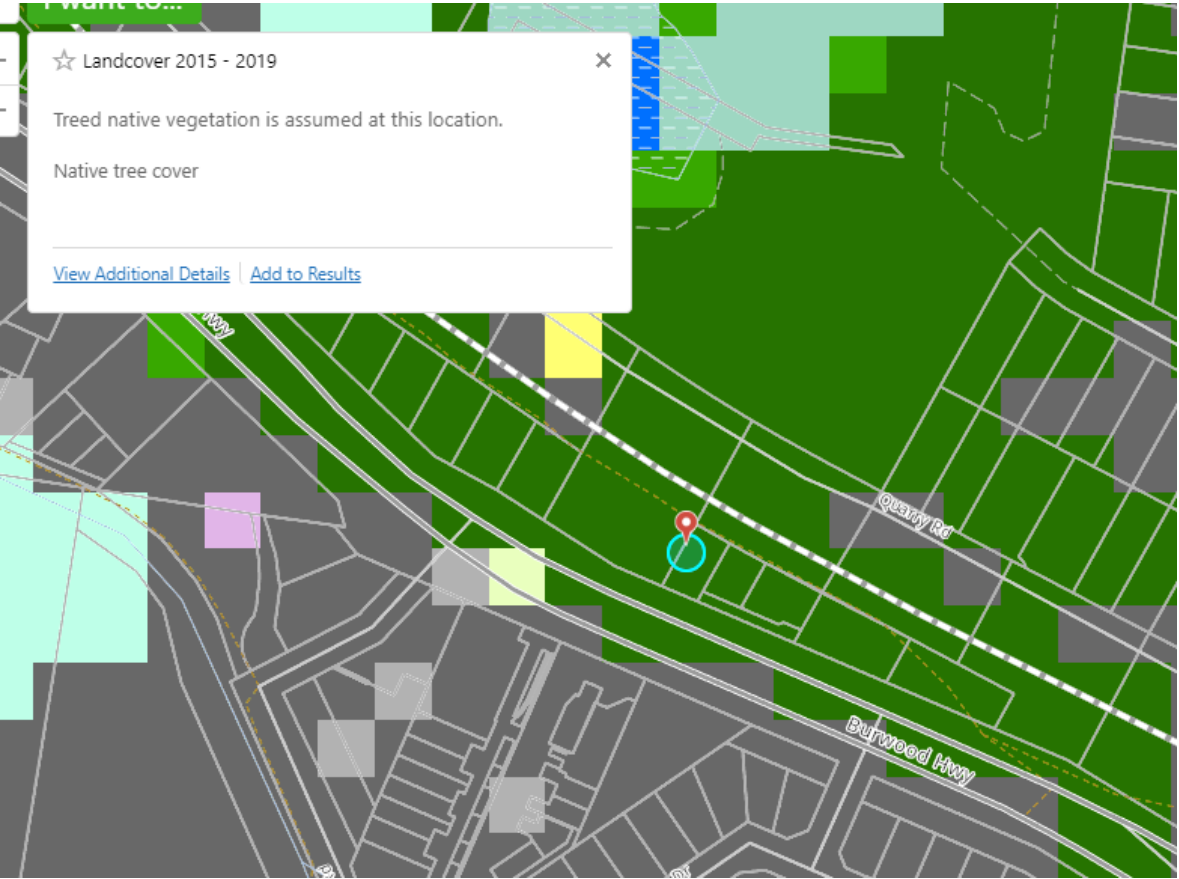 I want to...
Landcover 2015 - 2019
Treed native vegetation is assumed at this location.
Native tree cover
View Additional Details
Add to Results
Hwy
Quarry Rd
Burwood Hwy
Dr